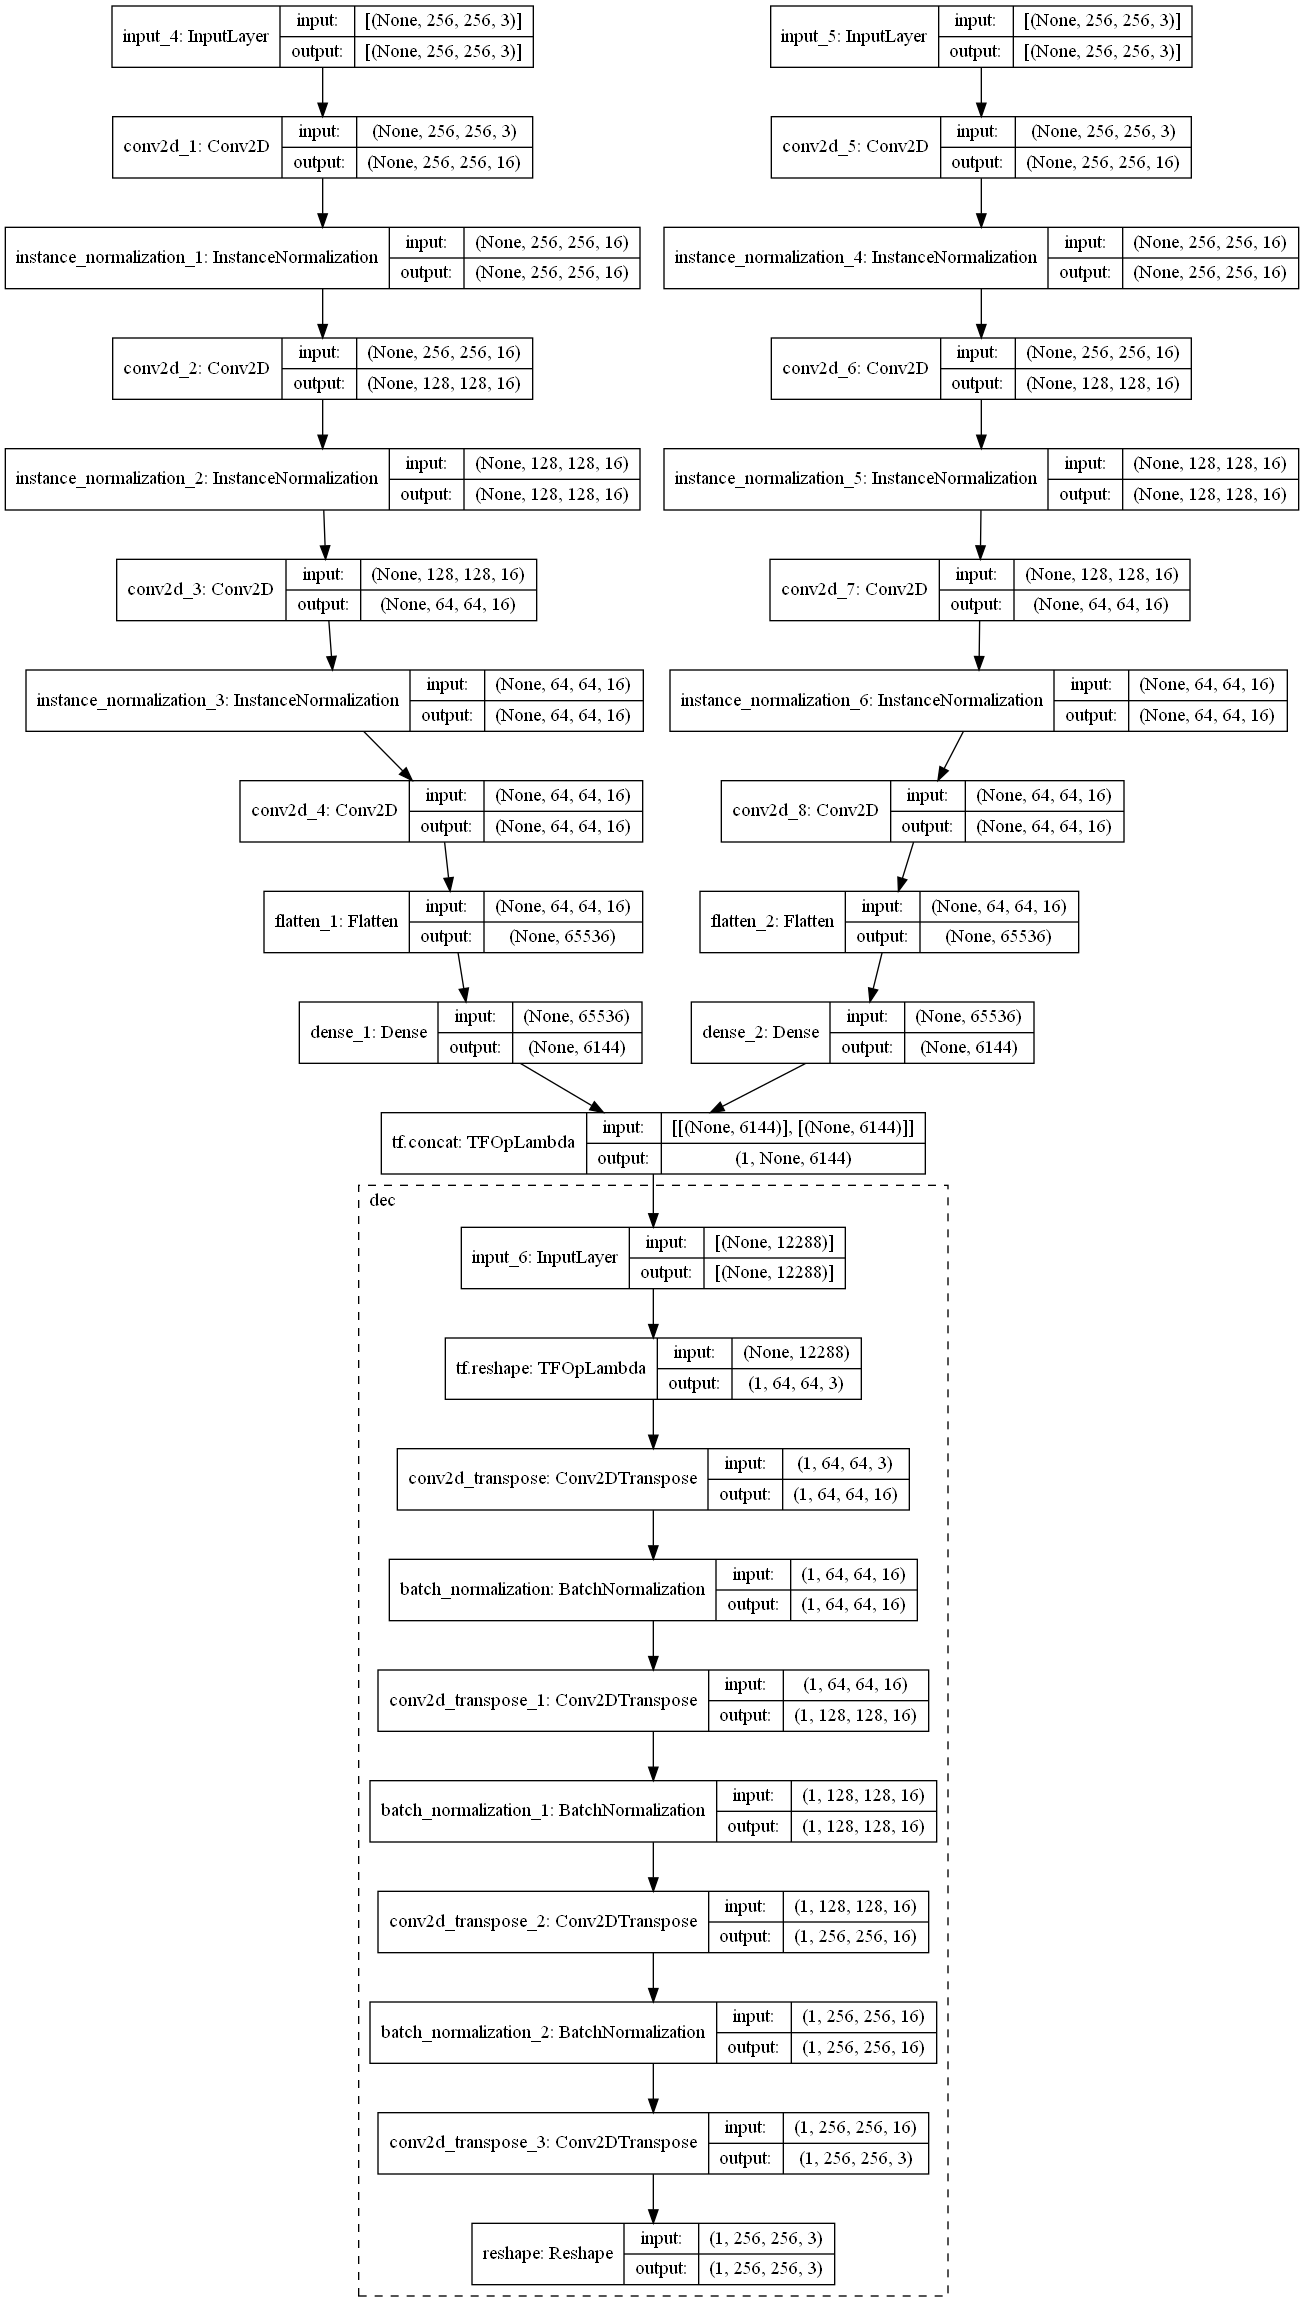 input_4: InputLayer
input: [(None, 256, 256, 3)]
output: [(None, 256, 256, 3)]
input_5: InputLayer
input: [(None, 256, 256, 3)]
output: [(None, 256, 256, 3)]
conv2d_1: Conv2D
input: (None, 256, 256, 3)
output: (None, 256, 256, 16)
conv2d_5: Conv2D
input: (None, 256, 256, 3)
output: (None, 256, 256, 16)
instance_normalization_1: InstanceNormalization
input: (None, 256, 256, 16)
output: (None, 256, 256, 16)
instance_normalization_4: InstanceNormalization
input: (None, 256, 256, 16)
output: (None, 256, 256, 16)
conv2d_2: Conv2D
input: (None, 256, 256, 16)
output: (None, 128, 128, 16)
conv2d_6: Conv2D
input: (None, 256, 256, 16)
output: (None, 128, 128, 16)
instance_normalization_2: InstanceNormalization
input: (None, 128, 128, 16)
output: (None, 128, 128, 16)
instance_normalization_5: InstanceNormalization
input: (None, 128, 128, 16)
output: (None, 128, 128, 16)
conv2d_3: Conv2D
input: (None, 128, 128, 16)
output: (None, 64, 64, 16)
conv2d_7: Conv2D
input: (None, 128, 128, 16)
output: (None, 64, 64, 16)
instance_normalization_3: InstanceNormalization
input: (None, 64, 64, 16)
output: (None, 64, 64, 16)
instance_normalization_6: InstanceNormalization
input: (None, 64, 64, 16)
output: (None, 64, 64, 16)
conv2d_4: Conv2D
input: (None, 64, 64, 16)
output: (None, 64, 64, 16)
conv2d_8: Conv2D
input: (None, 64, 64, 16)
output: (None, 64, 64, 16)
flatten_1: Flatten
input: (None, 64, 64, 16)
output: (None, 65536)
flatten_2: Flatten
input: (None, 64, 64, 16)
output: (None, 65536)
dense_1: Dense
input: (None, 65536)
output: (None, 6144)
dense_2: Dense
input: (None, 65536)
output: (None, 6144)
tf.concat: TFOpLambda
input: [[(None, 6144)], [(None, 6144)]]
output: (1, None, 6144)
dec
input_6: InputLayer
input: [(None, 12288)]
output: [(None, 12288)]
tf.reshape: TFOpLambda
input: (None, 12288)
output: (1, 64, 64, 3)
conv2d_transpose: Conv2DTranspose
input: (1, 64, 64, 3)
output: (1, 64, 64, 16)
batch_normalization: BatchNormalization
input: (1, 64, 64, 16)
output: (1, 64, 64, 16)
conv2d_transpose_1: Conv2DTranspose
input: (1, 64, 64, 16)
output: (1, 128, 128, 16)
batch_normalization_1: BatchNormalization
input: (1, 128, 128, 16)
output: (1, 128, 128, 16)
conv2d_transpose_2: Conv2DTranspose
input: (1, 128, 128, 16)
output: (1, 256, 256, 16)
batch_normalization_2: BatchNormalization
input: (1, 256, 256, 16)
output: (1, 256, 256, 16)
conv2d_transpose_3: Conv2DTranspose
input: (1, 256, 256, 16)
output: (1, 256, 256, 3)
reshape: Reshape
input: (1, 256, 256, 3)
output: (1, 256, 256, 3)